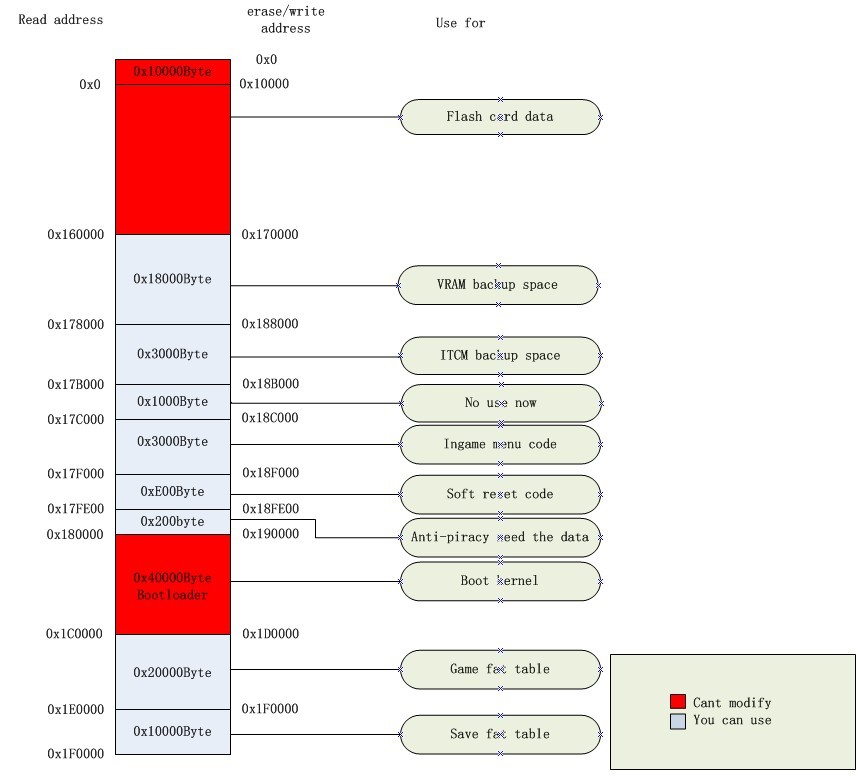 Read address
erase/write
address
Use for
0x0
0x10000Byte
0x0
0x10000
Flash card data
0x160000
0x170000
0x18000Byte
VRAM backup space
0x178000
0x188000
0x3000Byte
ITCM backup space
0x17B000
0x18B000
0x1000Byte
No use now
0x17C000
0x18C000
0x3000Byte
Ingame menu code
0x17F000
0x18F000
0xE00Byte
Soft reset code
0x17FE00
0x18FE00
0x200byte
Anti-piracy need the data
0x180000
0x190000
0x40000Byte
Bootloader
Boot kernel
0x1C0000
0x1D0000
0x20000Byte
Game fat table
0x1E0000
0x1F0000
0x10000Byte
Save fat table
0x1F0000
Cant modify
You can use